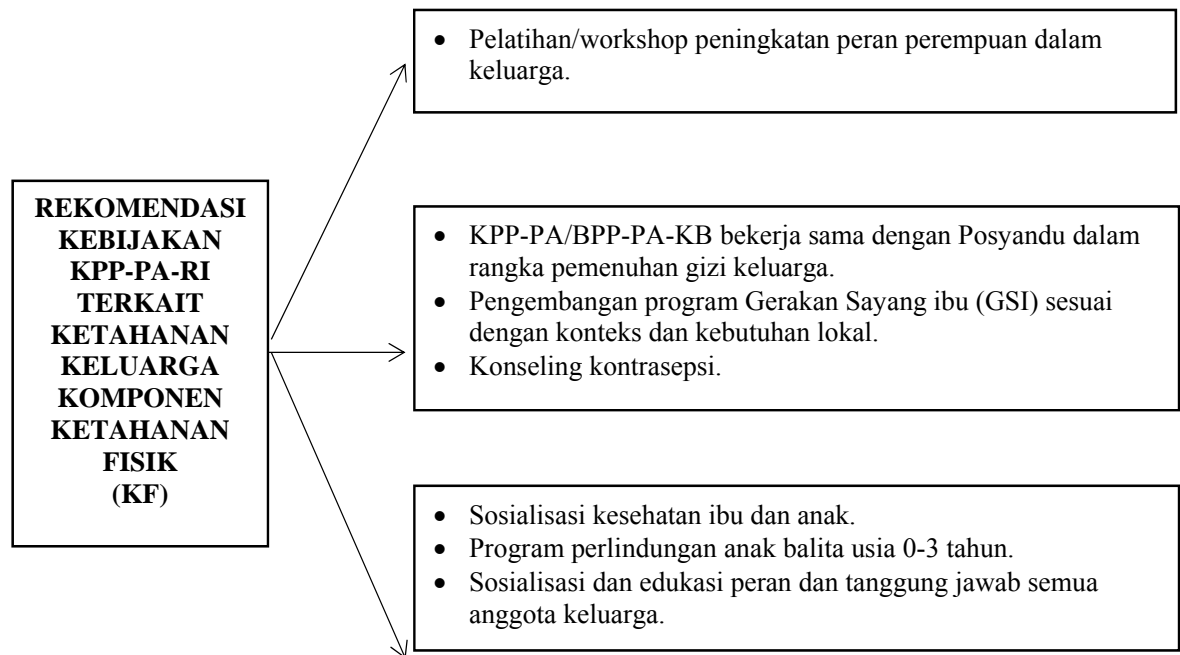 • Pelatihan/workshop peningkatan peran perempuan dalam
keluarga.
REKOMENDASI
KEBIJAKAN
KPP-PA-RI
TERKAIT
KETAHANAN
KELUARGA
KOMPONEN
KETAHANAN
FISIK
(KF)
• KPP-PA/BPP-PA-KB bekerja sama dengan Posyandu dalam
rangka pemenuhan gizi keluarga.
• Pengembangan program Gerakan Sayang ibu (GSI) sesuai
dengan konteks dan kebutuhan lokal.
• Konseling kontrasepsi.
• Sosialisasi kesehatan ibu dan anak.
• Program perlindungan anak balita usia 0-3 tahun.
• Sosialisasi dan edukasi peran dan tanggung jawab semua
anggota keluarga.